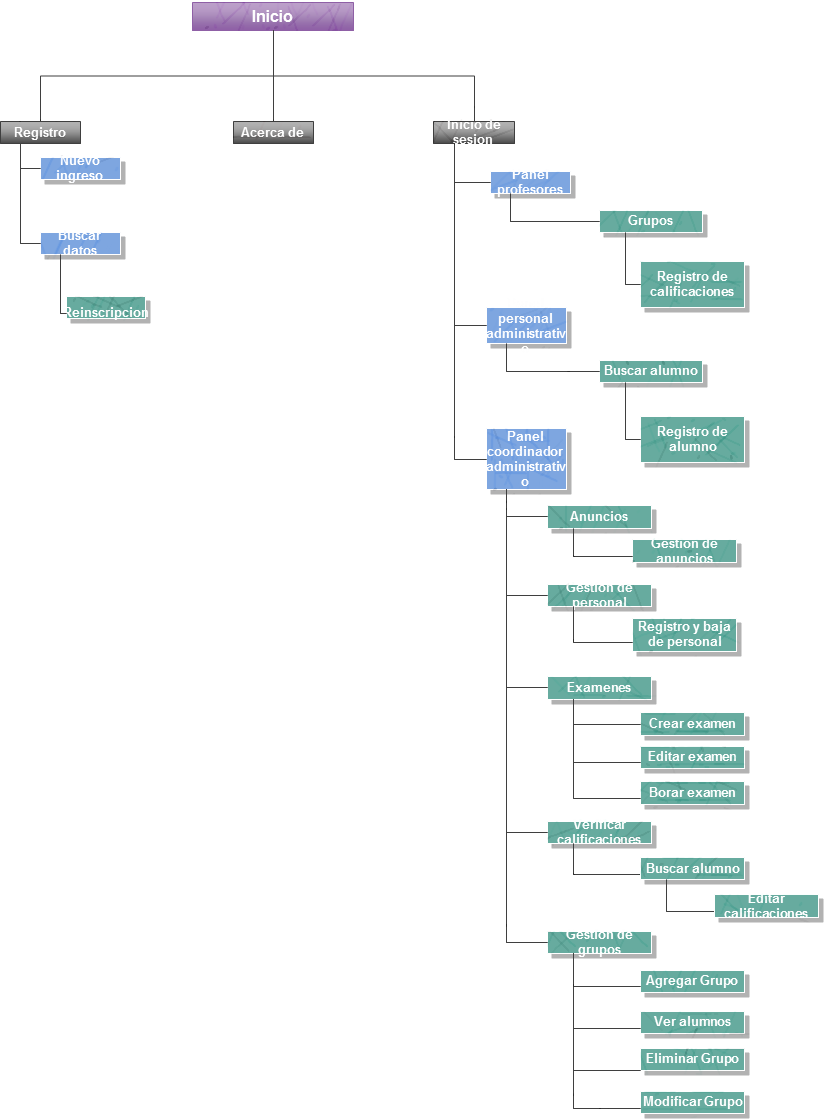 Inicio
Registro
Acerca de
Inicio de
sesion
Nuevo
ingreso
Buscar
datos
Reinscripcion
Panel
profesores
Grupos
Registro de
calificaciones
personal
administrativ
o
Buscar alumno
Registro de
alumno
Panel
coordinador
administrativ
o
Anuncios
Gestion de
anuncios
Gestion de
personal
Registro y baja
de personal
Examenes
Crear examen
Editar examen
Borar examen
Verificar
calificaciones
Buscar alumno
Editar
calificaciones
Gestion de
grupos
Agregar Grupo
Ver alumnos
Eliminar Grupo
Modificar Grupo